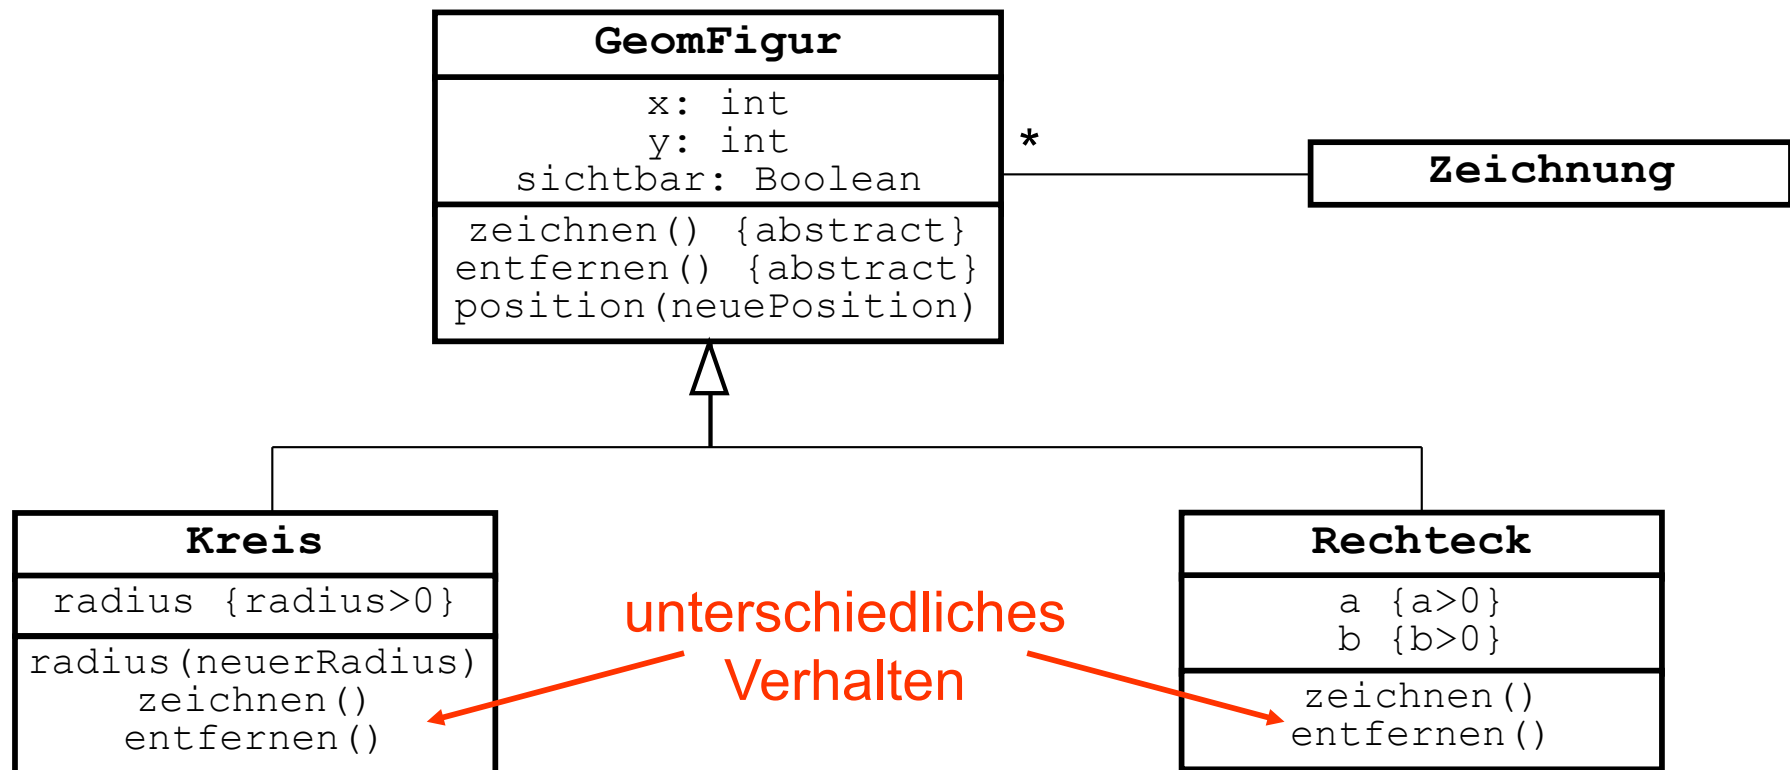 GeomFigur
x: int
y: int
sichtbar: Boolean
zeichnen() {abstract}
entfernen() {abstract}
position(neuePosition)
*
Zeichnung
Kreis
radius {radius>0}
radius(neuerRadius)
zeichnen()
entfernen()
unterschiedliches
Verhalten
Rechteck
a {a>0}
b {b>0}
zeichnen()
entfernen()